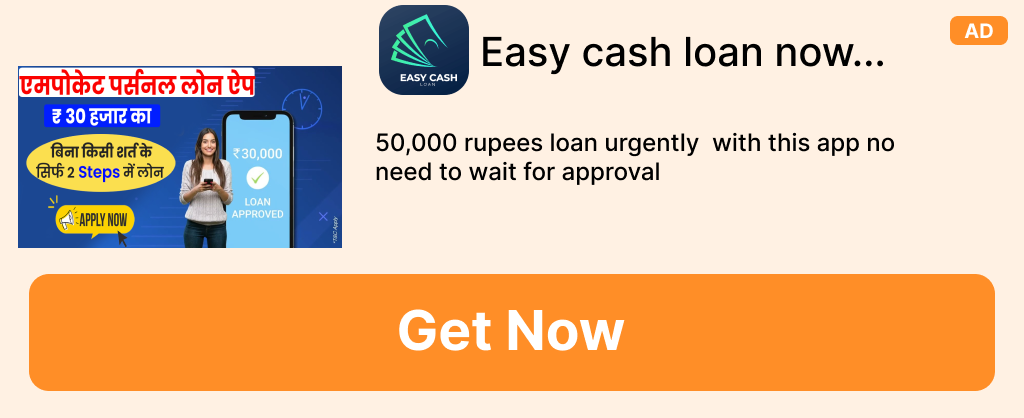 EASY CASH
LOAN
Easy cash loan now...
AD
एमपोकेट पर्सनल लोन ऐप
₹ 30 हजार का
बिना किसी शर्त के
सिर्फ 2 Steps में लोन
APPLY NOW
₹30,000
LOAN
APPROVED
*T&C Apply
50,000 rupees loan urgently with this app no
need to wait for approval
Get Now